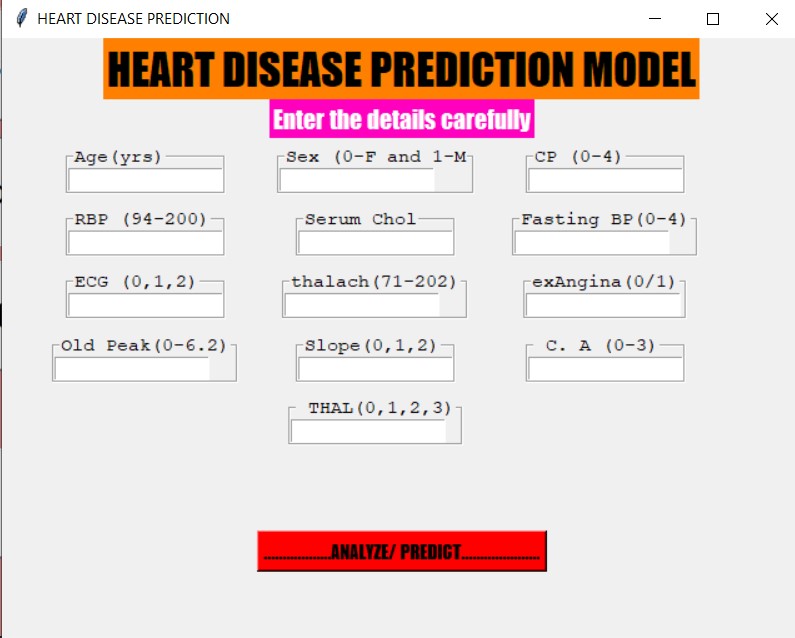 HEART DISEASE PREDICTION
HEART DISEASE PREDICTION MODEL
Enter the details carefully
Age(yrs) Sex (0-F and 1-M CP (0-4)
RBP (94-200) Serum Chol Fasting BP(0-4)
ECG (0,1,2) thalach(71-202) exAngina(0/1)
Old Peak(0-6.2) Slope(0,1,2) C. A (0-3)
THAL(0,1,2,3)
..................ANALYZE/ PREDICT.....................